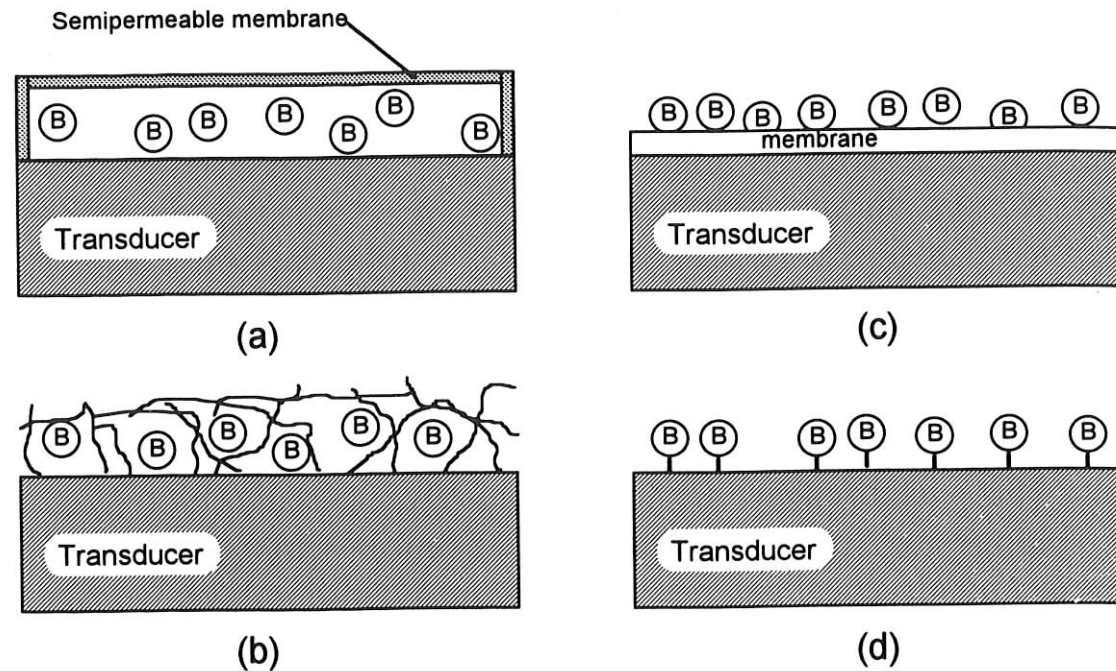 Semipermeable membrane
B B B B B B B
Transducer
(a)
B B B B B B
Transducer
(b)
B B B B B B B B
membrane
Transducer
(c)
B B B B B B B
Transducer
(d)